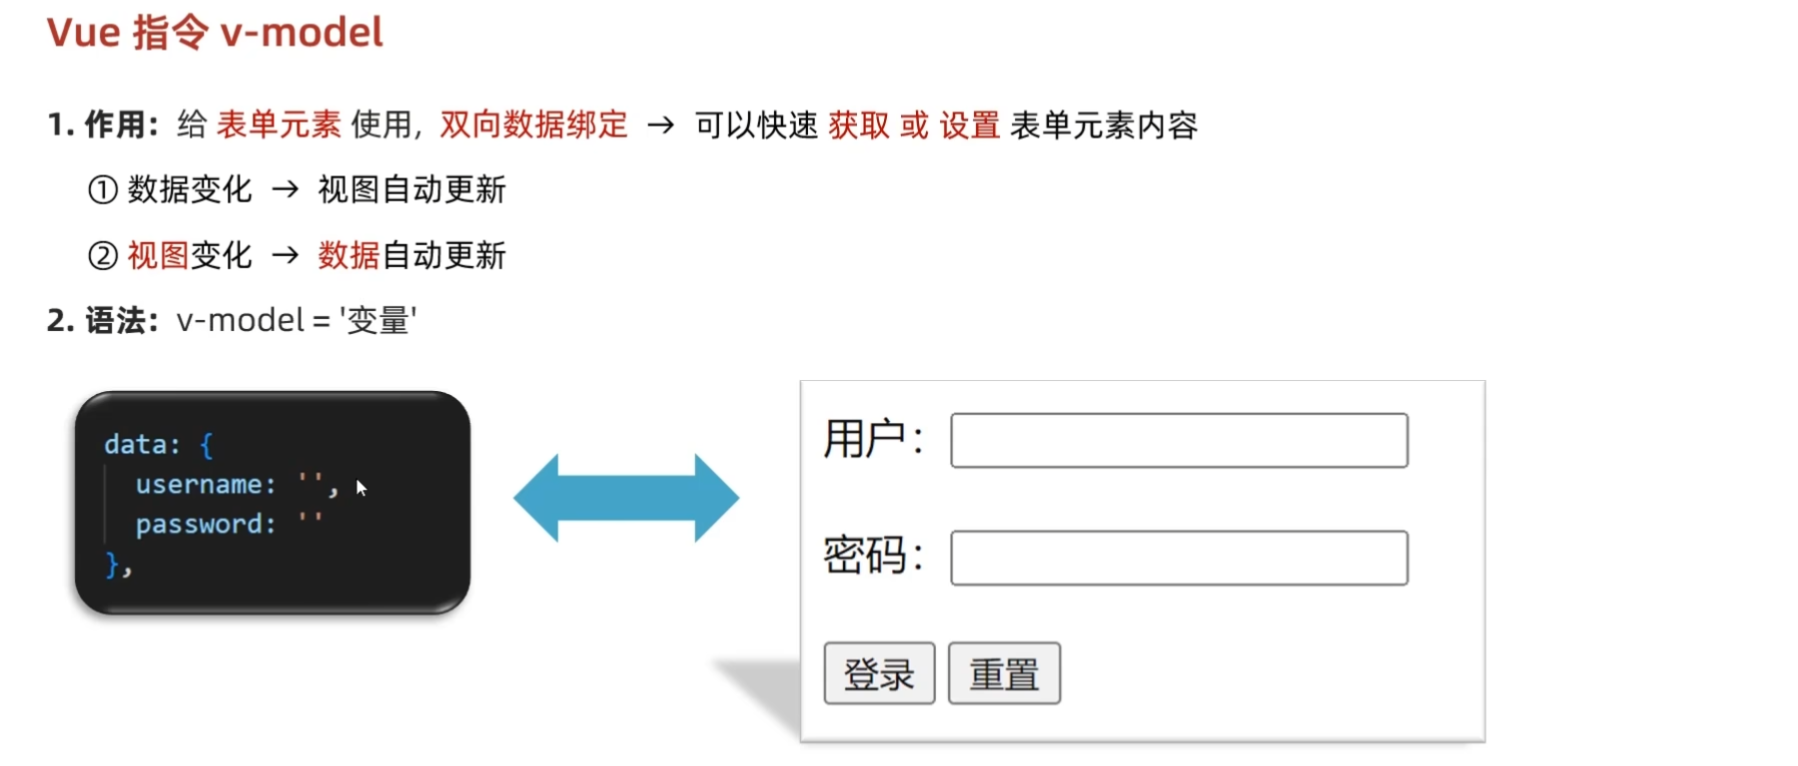 Vue 指令 v-model
1. 作用：给 表单元素 使用, 双向数据绑定 → 可以快速 获取 或 设置 表单元素内容
① 数据变化 → 视图自动更新
② 视图变化 → 数据自动更新
2. 语法：v-model = '变量'
data: {
username: '',
password: ''
},
用户：
密码：
登录 重置